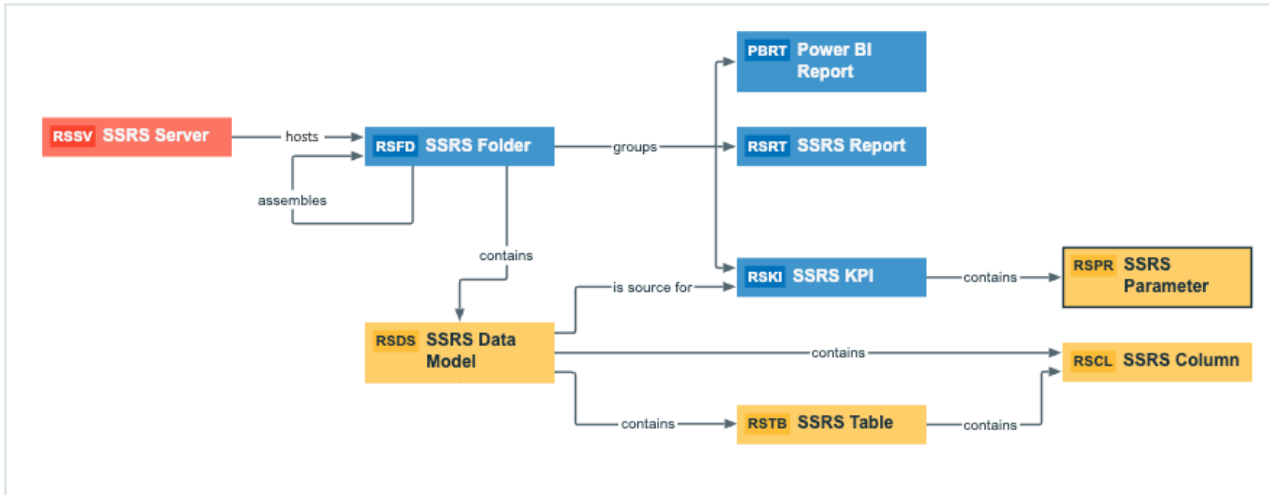 PBRT Power BI
Report
RSSV SSRS Server
hosts
RSFD SSRS Folder
groups
RSRT SSRS Report
assembles
contains
RSKI SSRS KPI
contains
RSPR SSRS
Parameter
is source for
RSDS SSRS Data
Model
contains
RSCL SSRS Column
contains
RSTB SSRS Table
contains